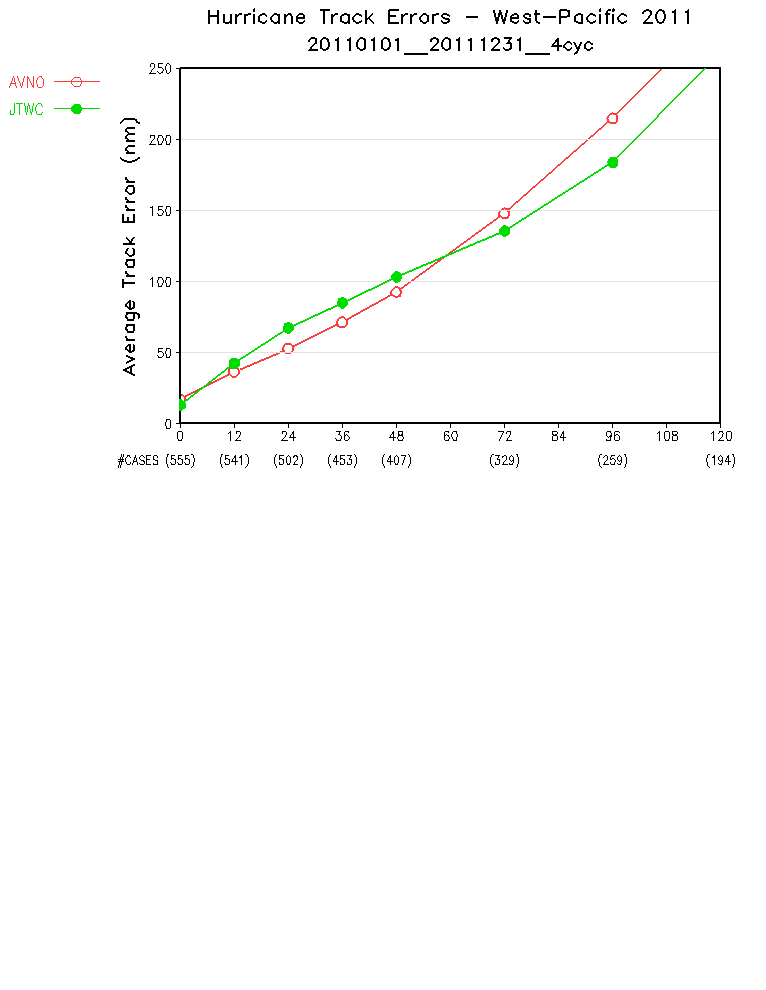 Hurricane Track Errors - West-Pacific 2011
20110101__20111231__4cyc
AVNO
JTWC
Average Track Error (nm)
250
200
150
100
50
0
0 12 24 36 48 60 72 84 96 108 120
#CASES (555) (541) (502) (453) (407) (329) (259) (194)